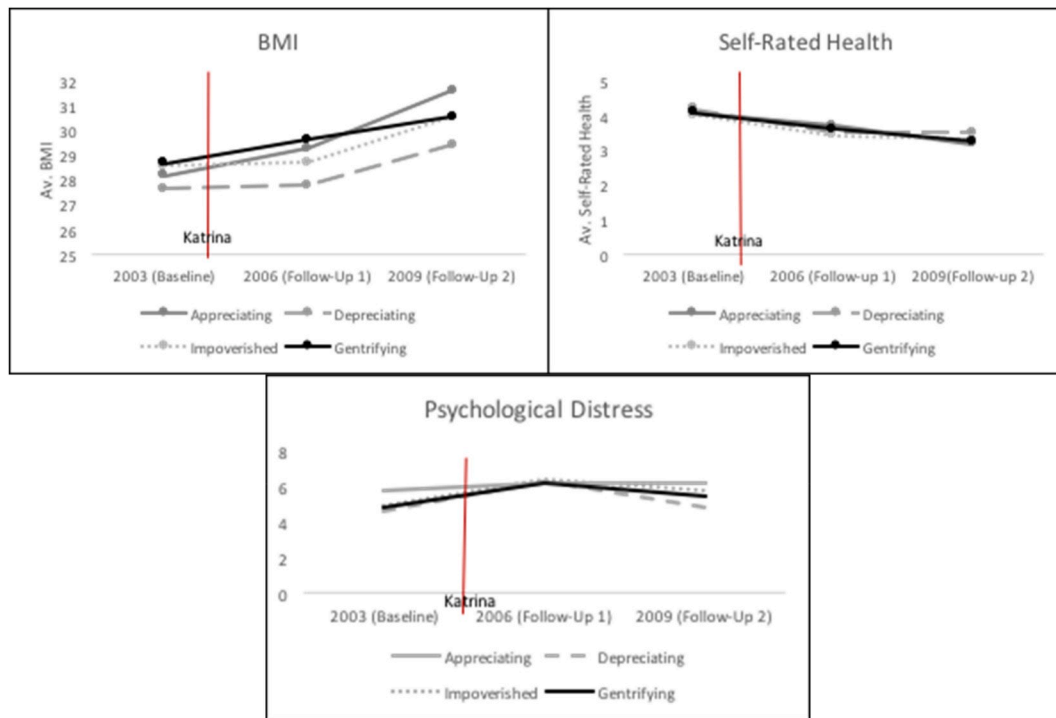 BMI
32
31
30
29
28
27
26
25
Av. BMI
Katrina
2003 (Baseline) 2006 (Follow-Up 1) 2009 (Follow-Up 2)
Appreciating Depreciating
Impoverished Gentrifying
Self-Rated Health
5
4
3
2
1
0
Av. Self-Rated Health
Katrina
2003 (Baseline) 2006 (Follow-Up 1) 2009(Follow-Up 2)
Appreciating Depreciating
Impoverished Gentrifying
Psychological Distress
8
6
4
2
0
Katrina
2003 (Baseline) 2006 (Follow-Up 1) 2009 (Follow-Up 2)
Appreciating Depreciating
Impoverished Gentrifying